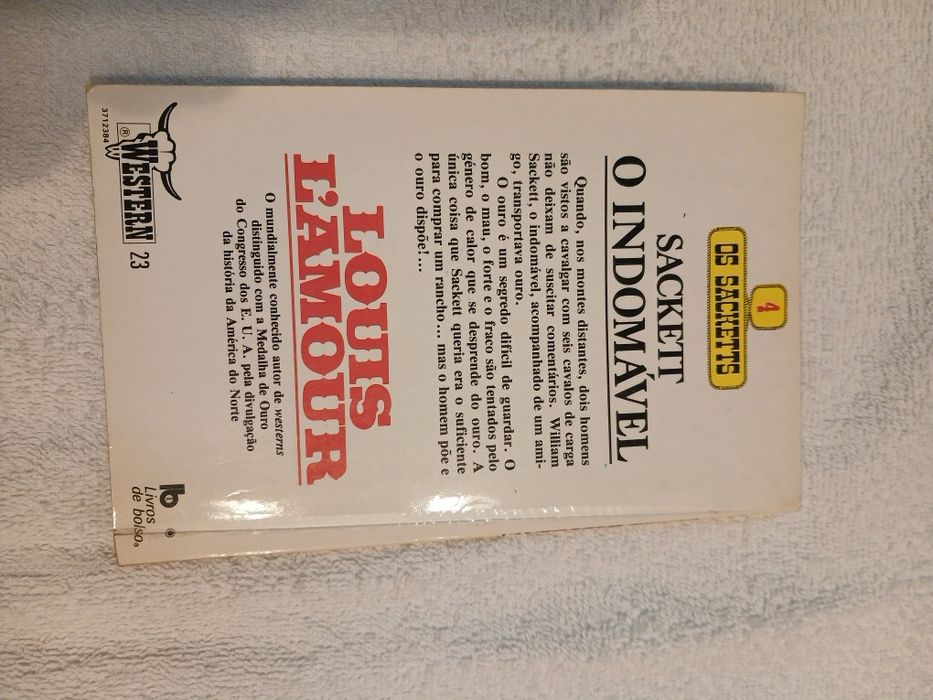 4
OS SACKETTS
SACKETT
O INDOMÁVEL
Quando, nos montes distantes, dois homens
são vistos a cavalgar com seis cavalos de carga
não deixam de suscitar comentários. William
Sackett, o indomável, acompanhado de um ami-
go, transportava ouro.
O ouro é um segredo difícil de guardar. O
bom, o mau, o forte e o fraco são tentados pelo
género de calor que se desprende do ouro. A
única coisa que Sackett queria era o suficiente
para comprar um rancho... mas o homem põe e
o ouro dispõe!...
LOUIS
L'AMOUR
O mundialmente conhecido autor de westerns
distinguido com a Medalha de Ouro
do Congresso dos E. U. A. pela divulgação
da história da América do Norte
WESTERN 23
®
3712384
Livros
de bolso®